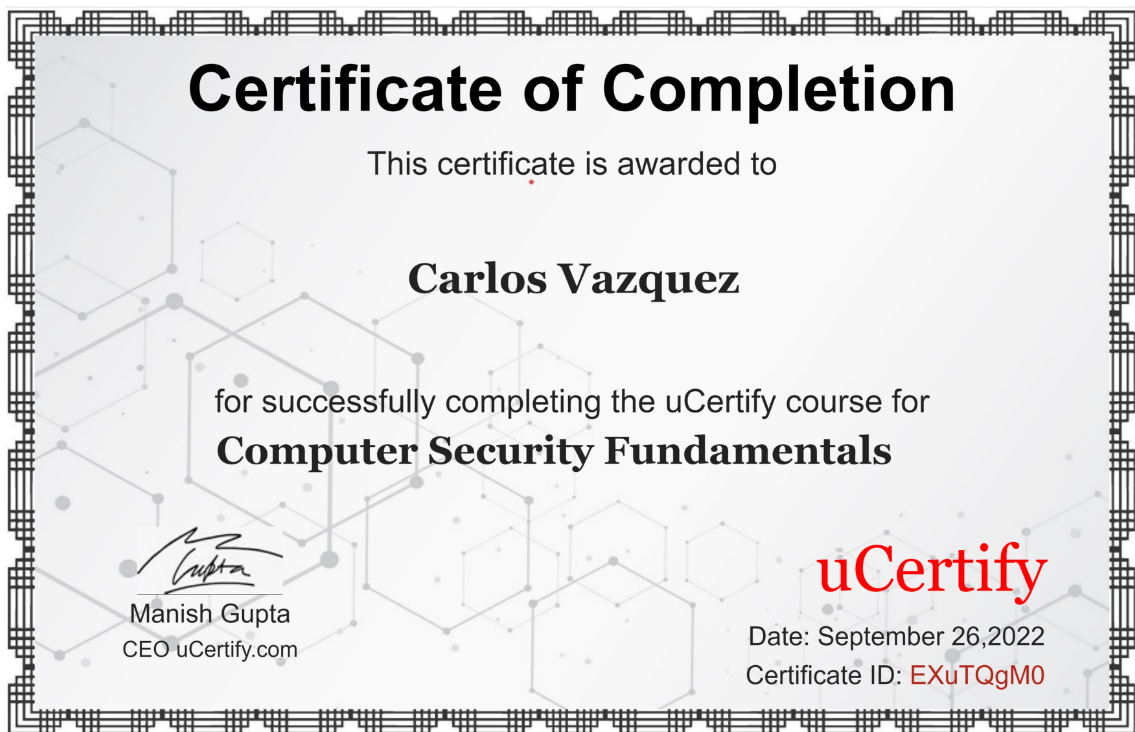 Certificate of Completion
This certificate is awarded to
Carlos Vazquez
for successfully completing the uCertify course for
Computer Security Fundamentals
Gupta
Manish Gupta
CEO uCertify.com
uCertify
Date: September 26,2022
Certificate ID: EXuTQgM0